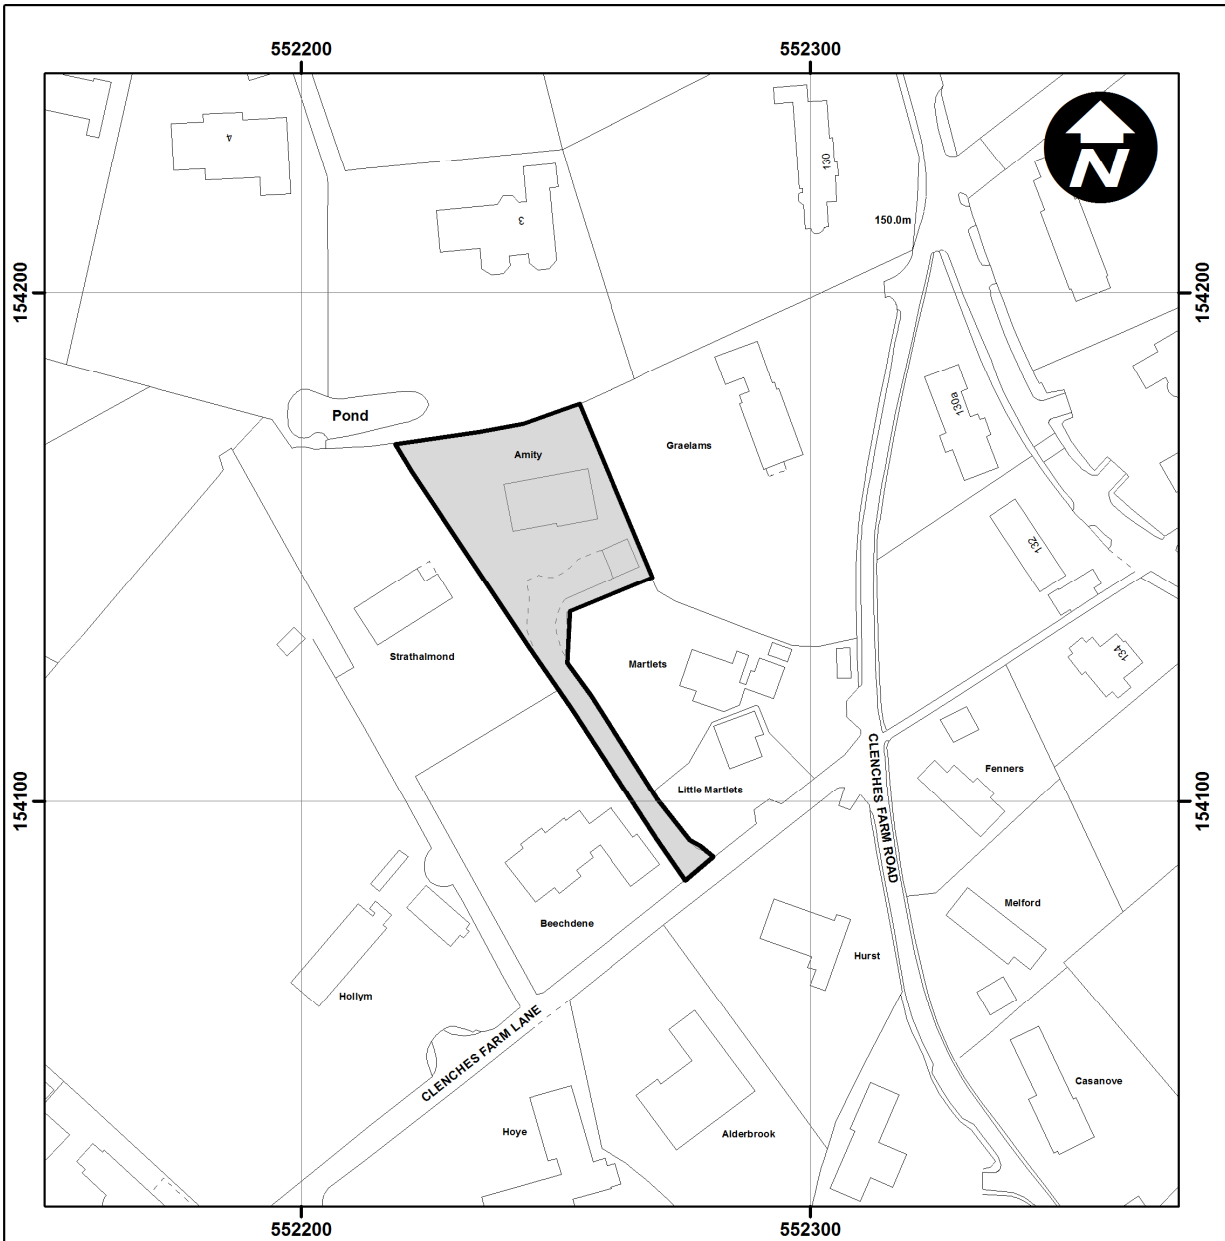 552200
552300
N
4
130
3
150.0m
154200
154200
130a
Pond
Graelams
Amity
132
134
Strathalmond
Martlets
CLENCHES FARM ROAD
Fenners
Little Martlets
154100
154100
Melford
Beechdene
Hurst
Hollym
CLENCHES FARM LANE
Casanove
Hoye
Alderbrook
552200
552300